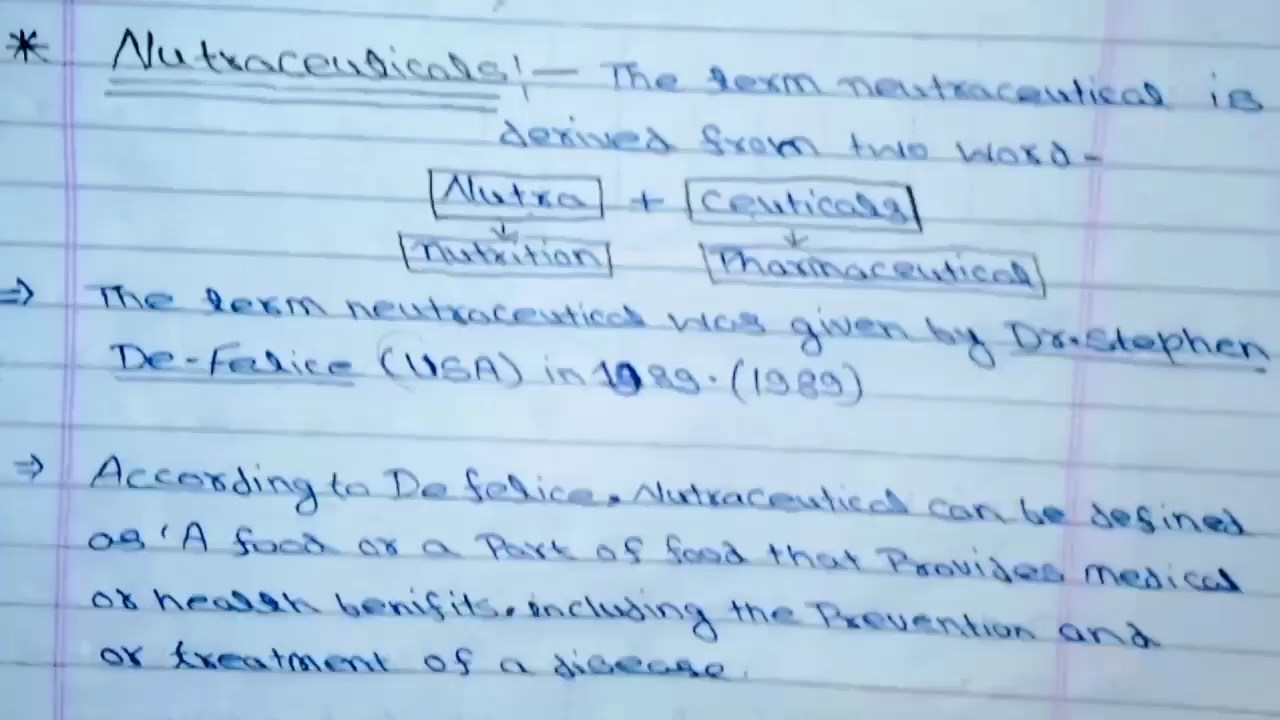 * Nutraceuticals:- The term neutraceutical is
derived from two word-
Nutra + Ceuticals
Nutrition Pharmaceutical
⇒ The term neutraceutical was given by Dr. Stephen
De-Felice (USA) in 1989. (1989)
⇒ According to De felice, Nutraceutical can be defined
as 'A food or a Part of food that Provides medical
or health benifits, including the Prevention and
or treatment of a disease.